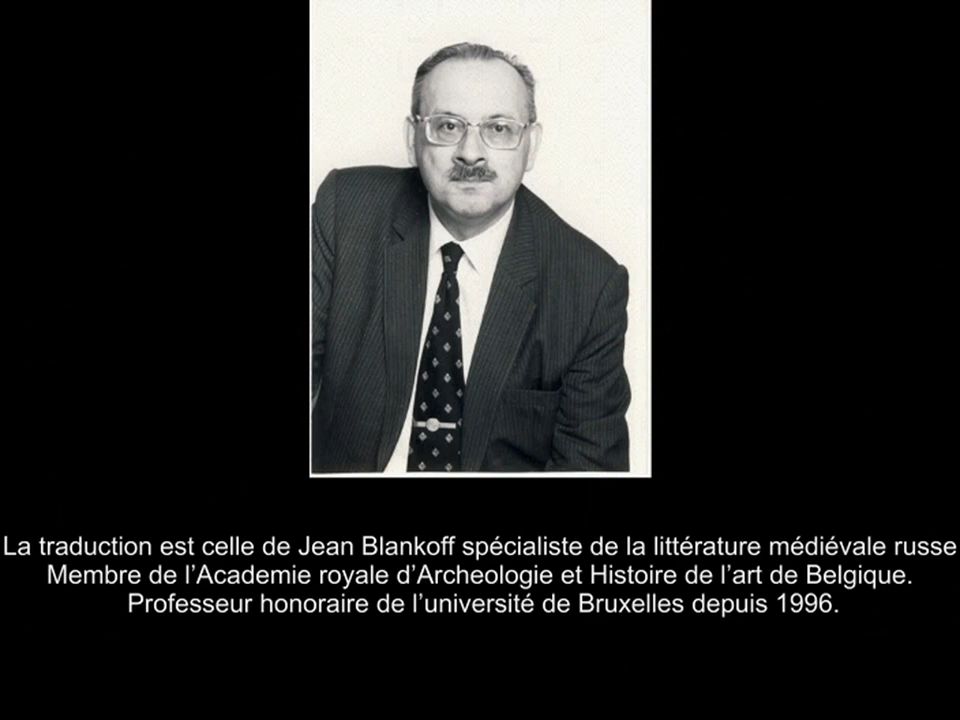 La traduction est celle de Jean Blankoff spécialiste de la littérature médiévale russe
Membre de l’Academie royale d’Archeologie et Histoire de l’art de Belgique.
Professeur honoraire de l’université de Bruxelles depuis 1996.